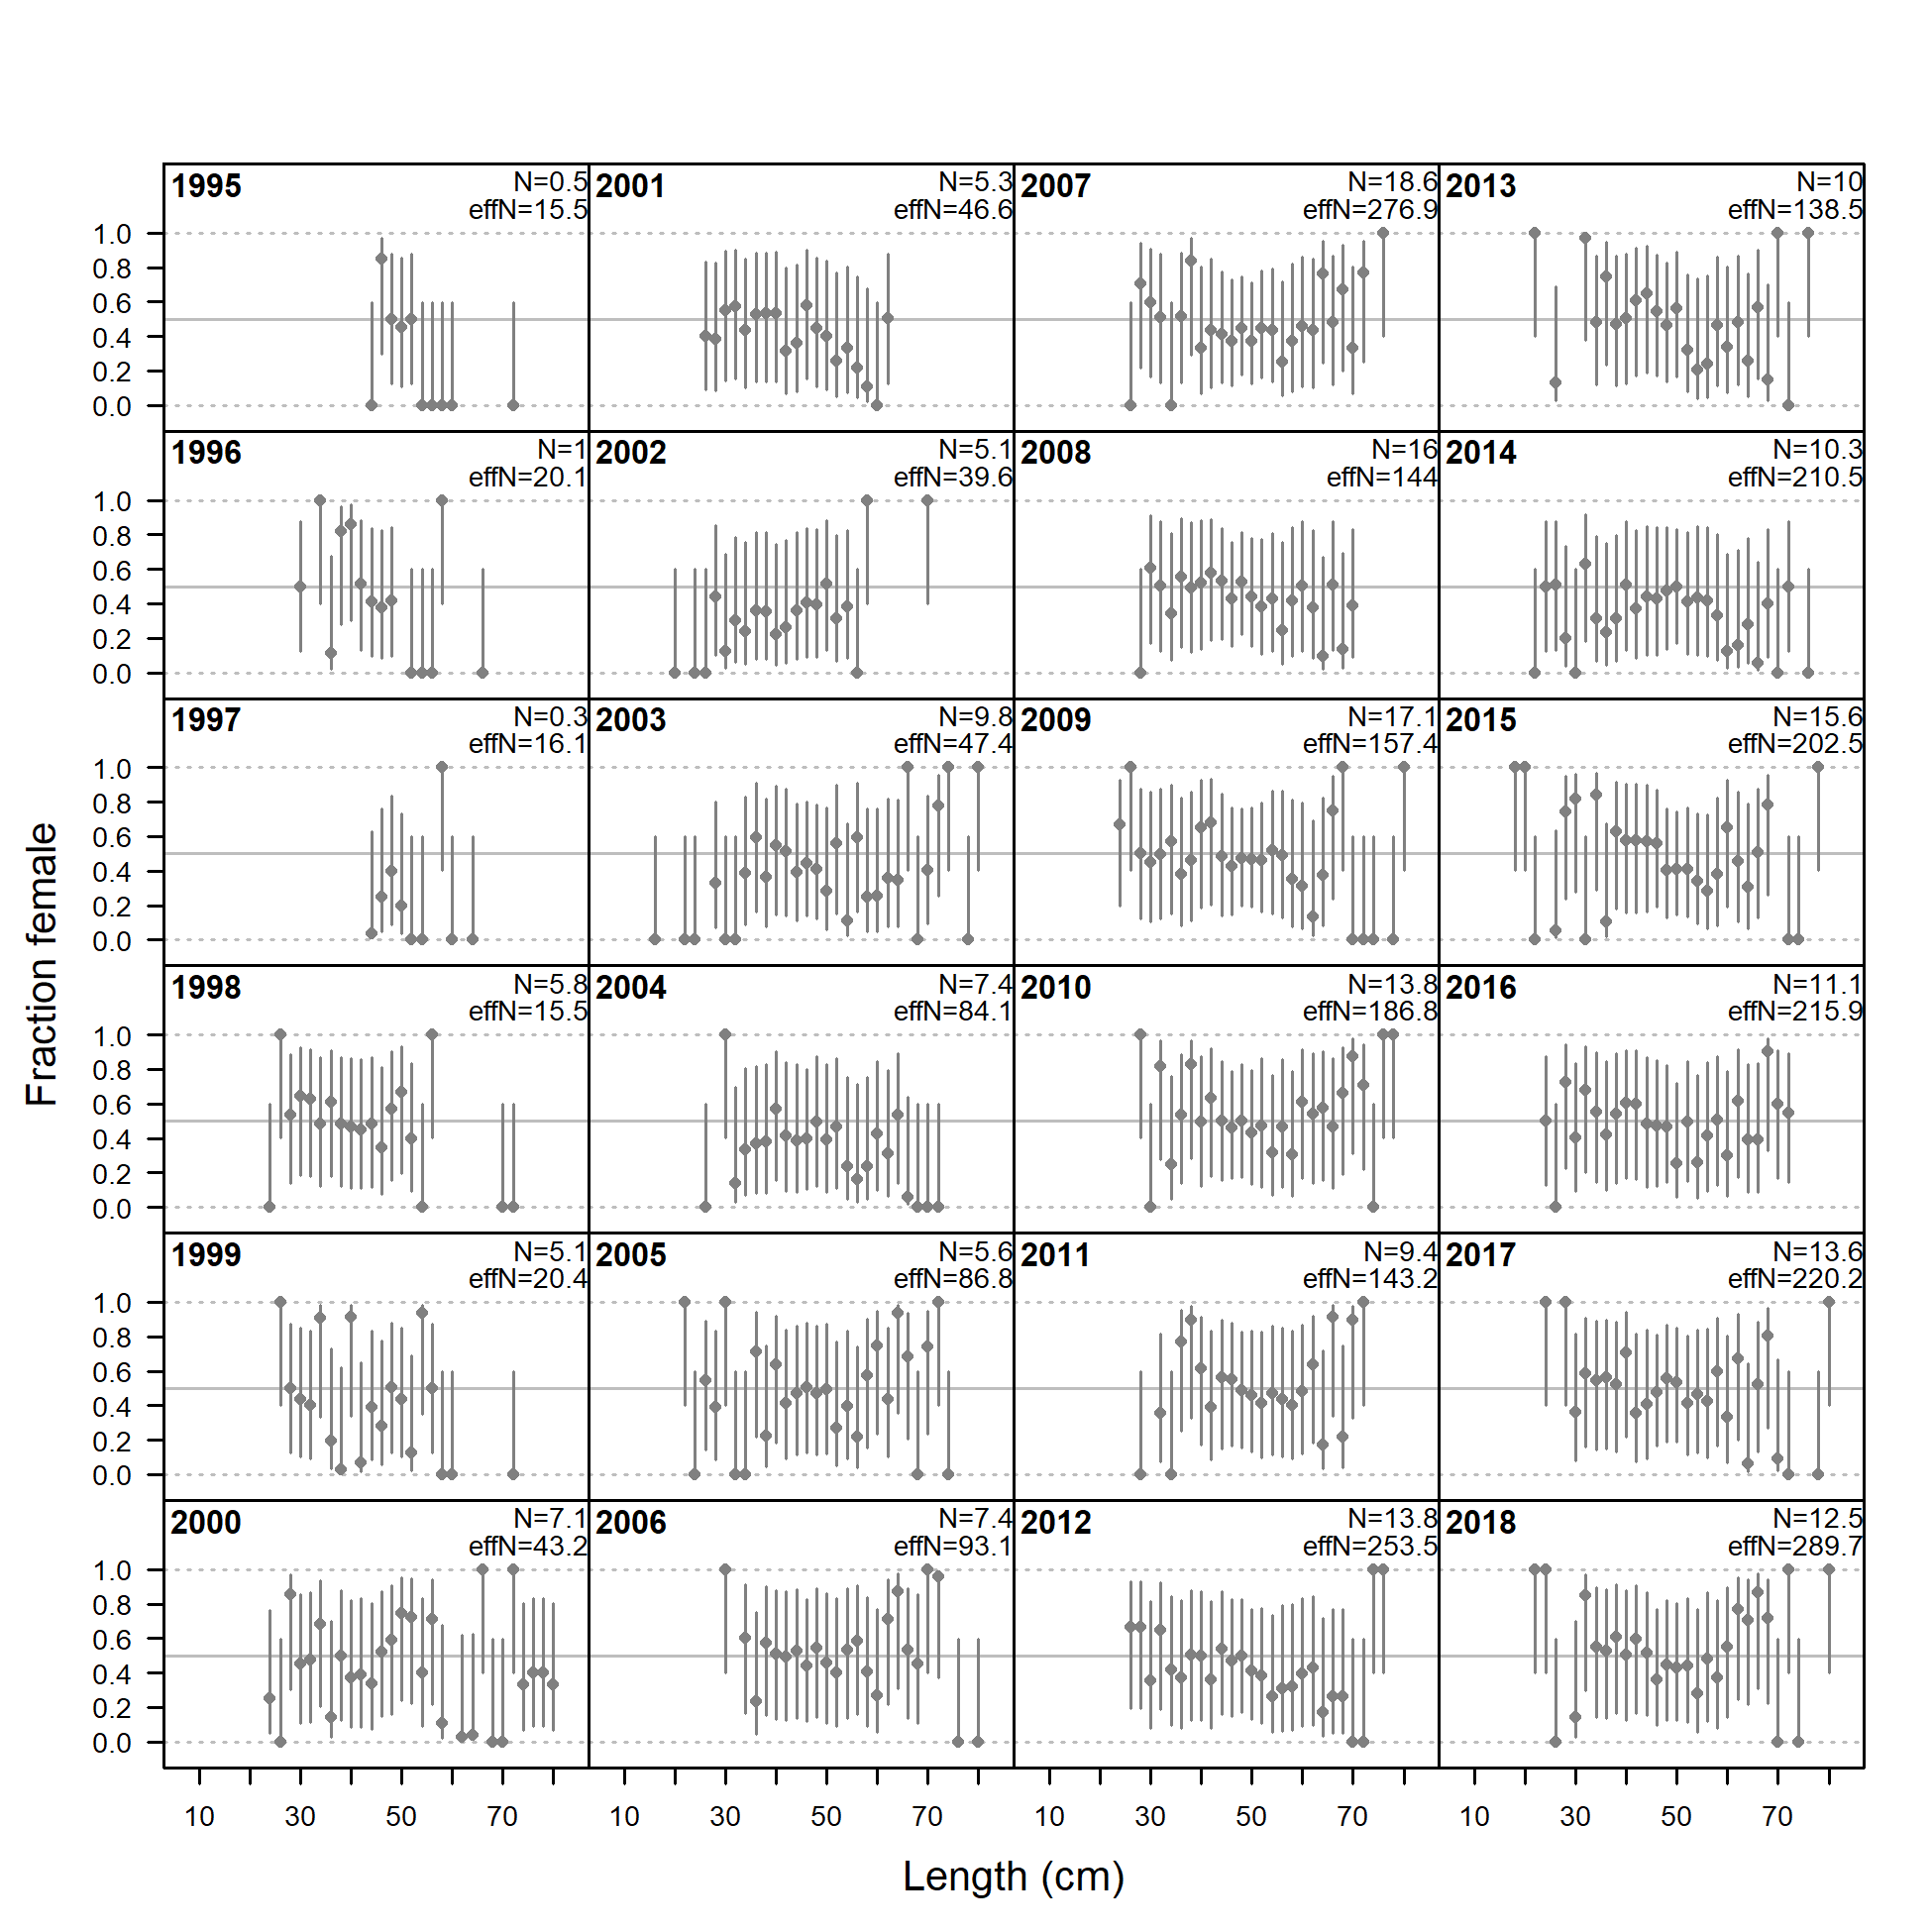 1995 N=0.5 2001 N=5.3 2007 N=18.6 2013 N=10
effN=15.5 effN=46.6 effN=276.9 effN=138.5
1.0
0.8
0.6
0.4
0.2
0.0
1996 N=1 2002 N=5.1 2008 N=16 2014 N=10.3
effN=20.1 effN=39.6 effN=144 effN=210.5
1.0
0.8
0.6
0.4
0.2
0.0
1997 N=0.3 2003 N=9.8 2009 N=17.1 2015 N=15.6
effN=16.1 effN=47.4 effN=157.4 effN=202.5
1.0
0.8
0.6
0.4
0.2
0.0
Fraction female
1998 N=5.8 2004 N=7.4 2010 N=13.8 2016 N=11.1
effN=15.5 effN=84.1 effN=186.8 effN=215.9
1.0
0.8
0.6
0.4
0.2
0.0
1999 N=5.1 2005 N=5.6 2011 N=9.4 2017 N=13.6
effN=20.4 effN=86.8 effN=143.2 effN=220.2
1.0
0.8
0.6
0.4
0.2
0.0
2000 N=7.1 2006 N=7.4 2012 N=13.8 2018 N=12.5
effN=43.2 effN=93.1 effN=253.5 effN=289.7
1.0
0.8
0.6
0.4
0.2
0.0
10 30 50 70 10 30 50 70 10 30 50 70 10 30 50 70
Length (cm)